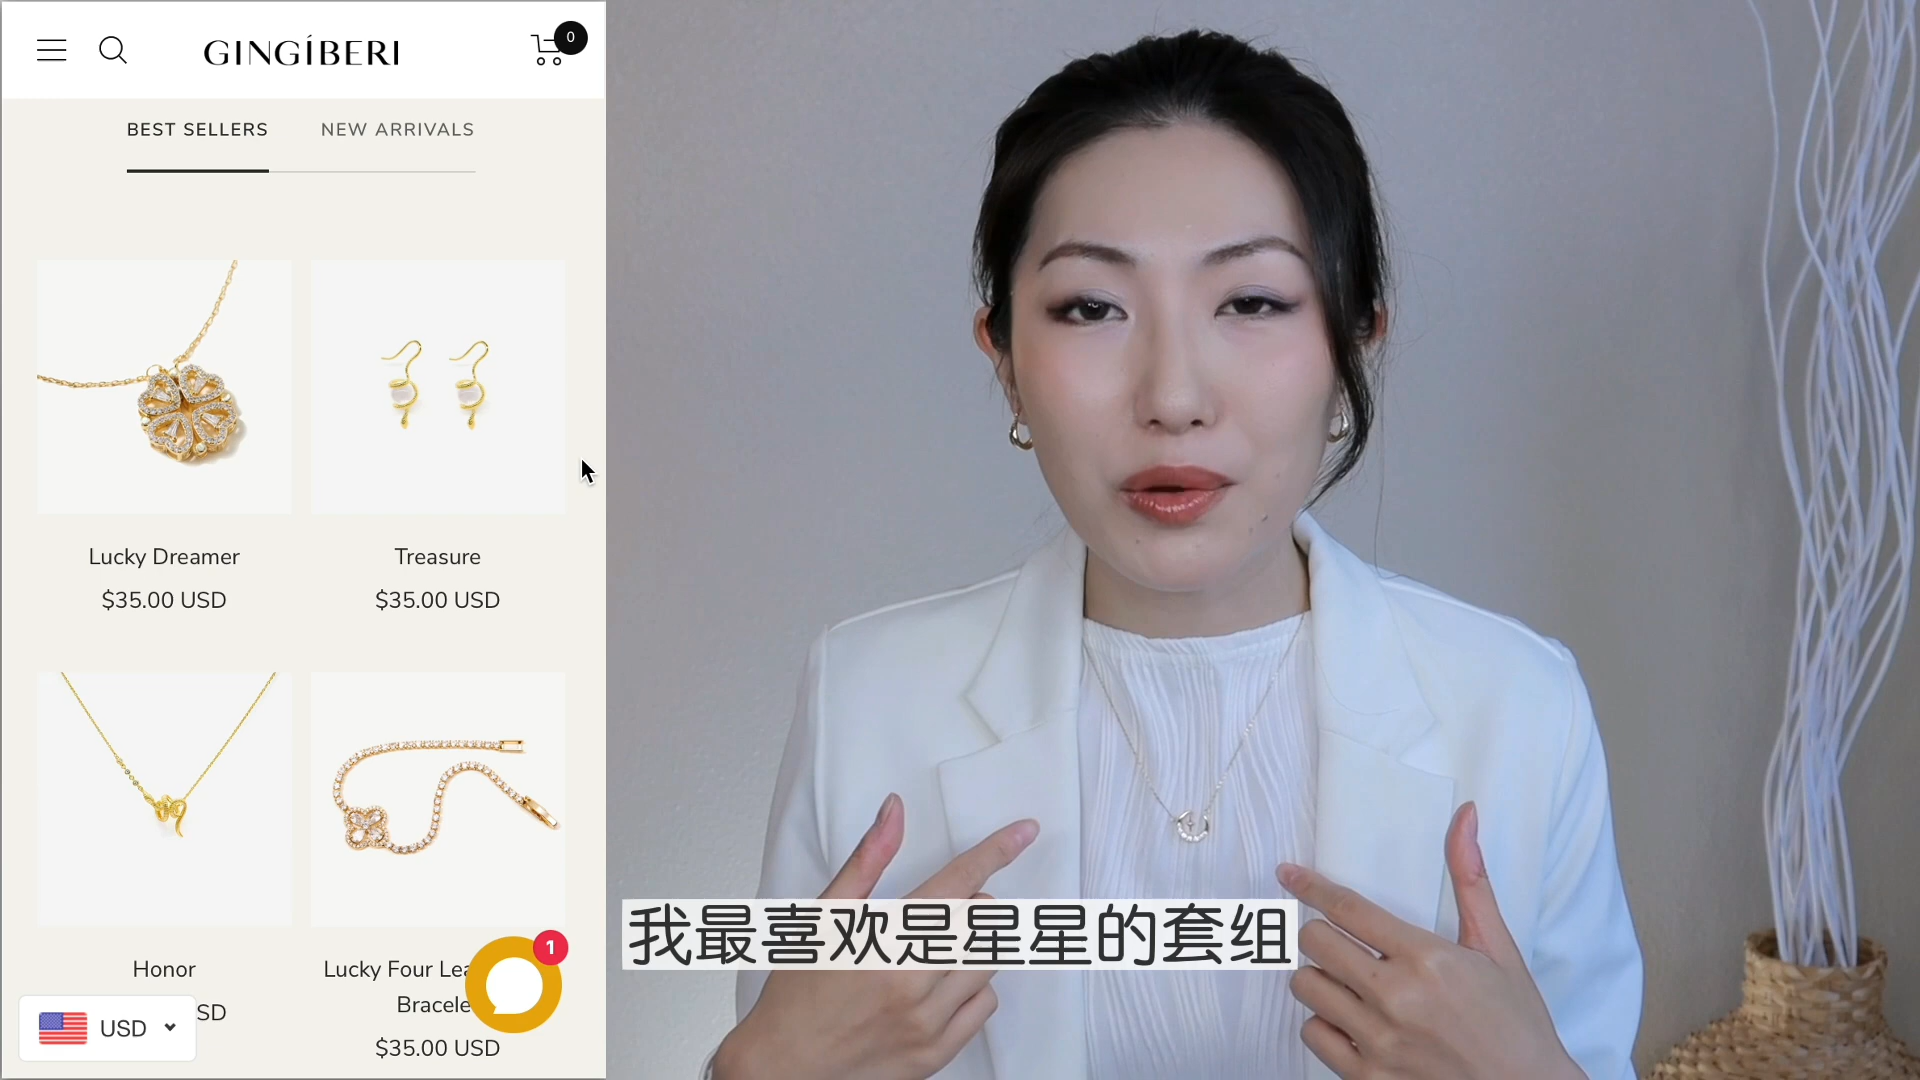 GINGÍBERI
0
BEST SELLERS
NEW ARRIVALS
Lucky Dreamer
$35.00 USD
Treasure
$35.00 USD
Honor
SD
Lucky Four Lea
Bracele
$35.00 USD
1
USD
我最喜欢是星星的套组